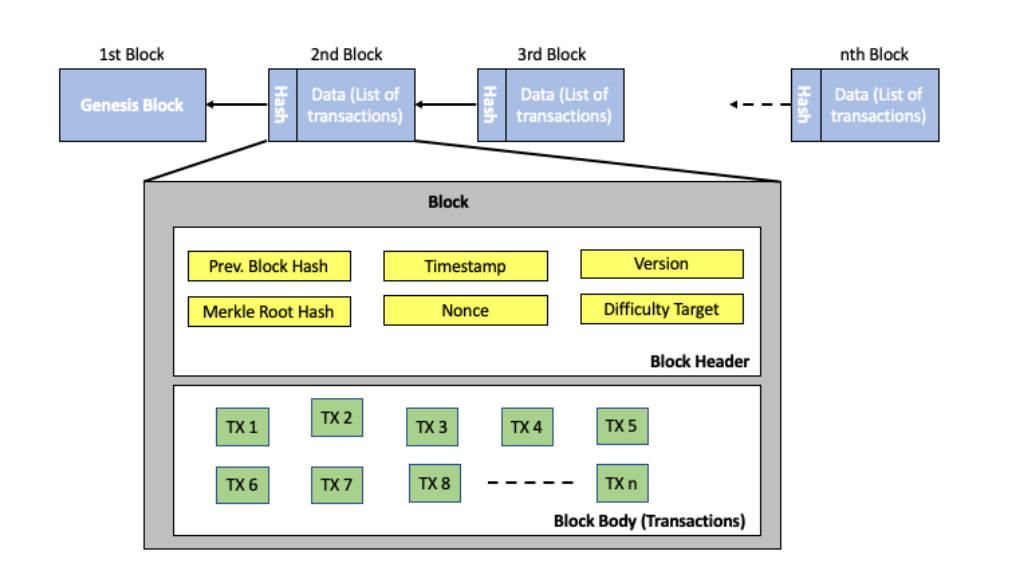 1st Block
2nd Block
3rd Block
nth Block
Genesis Block
Hash
Data (List of
transactions)
Hash
Data (List of
transactions)
Hash
Data (List of
transactions)
Block
Prev. Block Hash
Timestamp
Version
Merkle Root Hash
Nonce
Difficulty Target
Block Header
TX 1
TX 2
TX 3
TX 4
TX 5
TX 6
TX 7
TX 8
TX n
Block Body (Transactions)